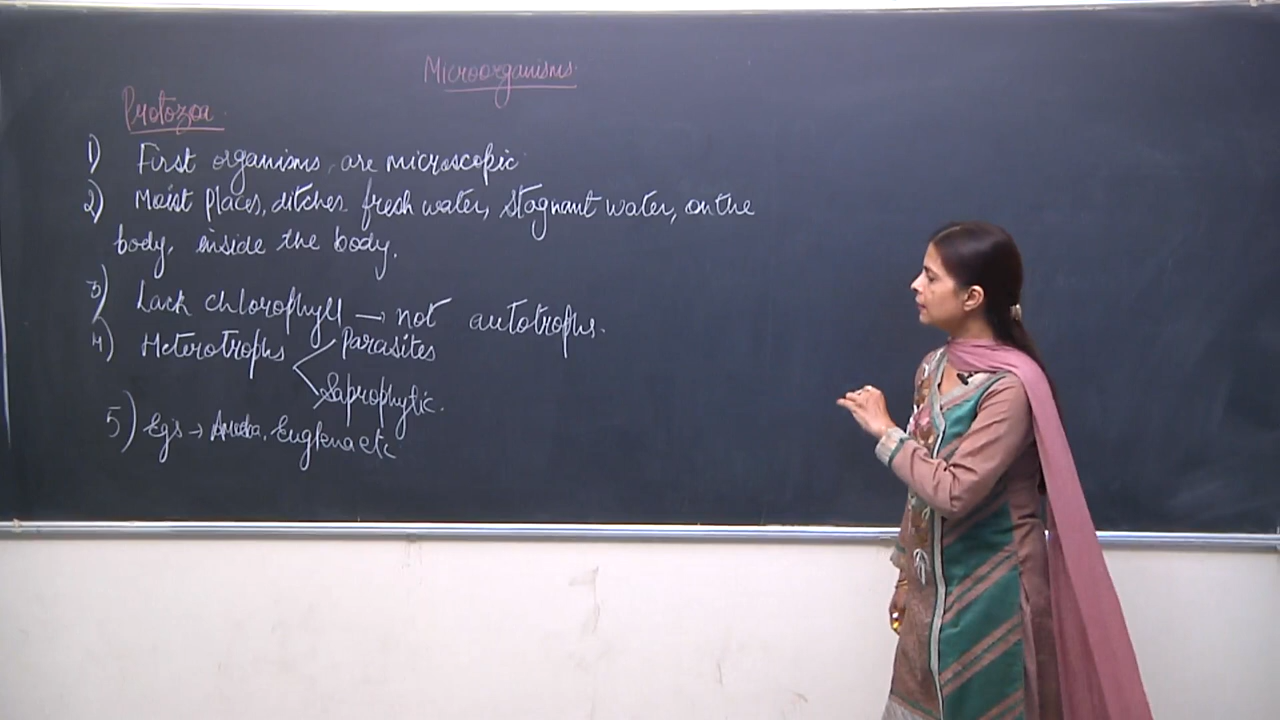 Microorganisms
Protozoa
1) First organisms, are microscopic
2) Moist Places, ditches fresh water, stagnant water, on the
body, inside the body.
3) Lack chlorophyll → not autotrophs.
4) Heterotrophs Parasites
Saprophytic.
5) Egs → Amoeba, Euglena etc